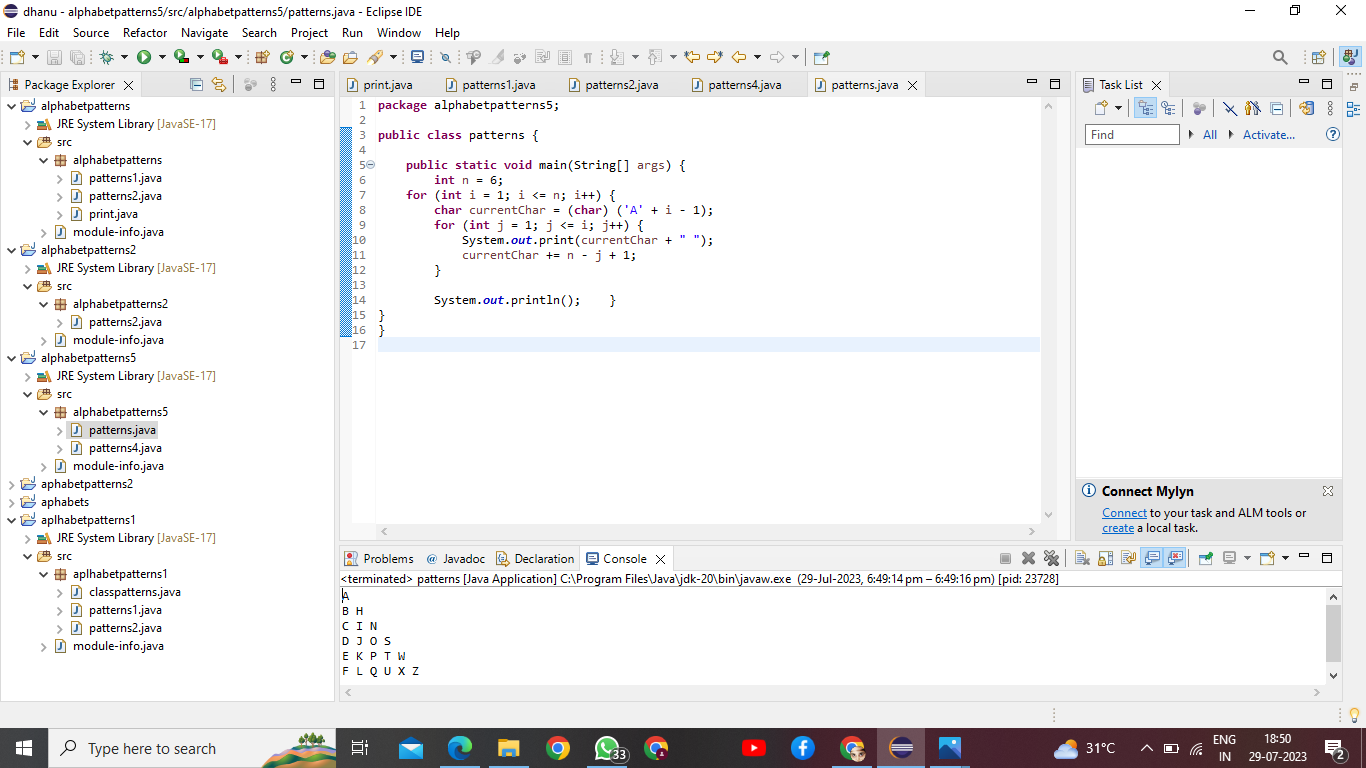 dhanu - alphabetpatterns5/src/alphabetpatterns5/patterns.java - Eclipse IDE
File Edit Source Refactor Navigate Search Project Run Window Help
Package Explorer
alphabetpatterns
JRE System Library [JavaSE-17]
src
alphabetpatterns
patterns1.java
patterns2.java
print.java
module-info.java
alphabetpatterns2
JRE System Library [JavaSE-17]
src
alphabetpatterns2
patterns2.java
module-info.java
alphabetpatterns5
JRE System Library [JavaSE-17]
src
alphabetpatterns5
patterns.java
patterns4.java
module-info.java
aphabetpatterns2
aphabets
aplhabetpatterns1
JRE System Library [JavaSE-17]
src
aplhabetpatterns1
classpatterns.java
patterns1.java
patterns2.java
module-info.java
print.java patterns1.java patterns2.java patterns4.java patterns.java
1 package alphabetpatterns5;
2
3 public class patterns {
4
5 public static void main(String[] args) {
6 int n = 6;
7 for (int i = 1; i <= n; i++) {
8 char currentChar = (char) ('A' + i - 1);
9 for (int j = 1; j <= i; j++) {
10 System.out.print(currentChar + " ");
11 currentChar += n - j + 1;
12 }
13
14 System.out.println(); }
15 }
16 }
17
Task List
Find All Activate...
Connect Mylyn
Connect to your task and ALM tools or
create a local task.
Problems @ Javadoc Declaration Console
<terminated> patterns [Java Application] C:\Program Files\Java\jdk-20\bin\javaw.exe (29-Jul-2023, 6:49:14 pm – 6:49:16 pm) [pid: 23728]
A
B H
C I N
D J O S
E K P T W
F L Q U X Z
Type here to search
33
31°C
ENG
IN
18:50
29-07-2023
2